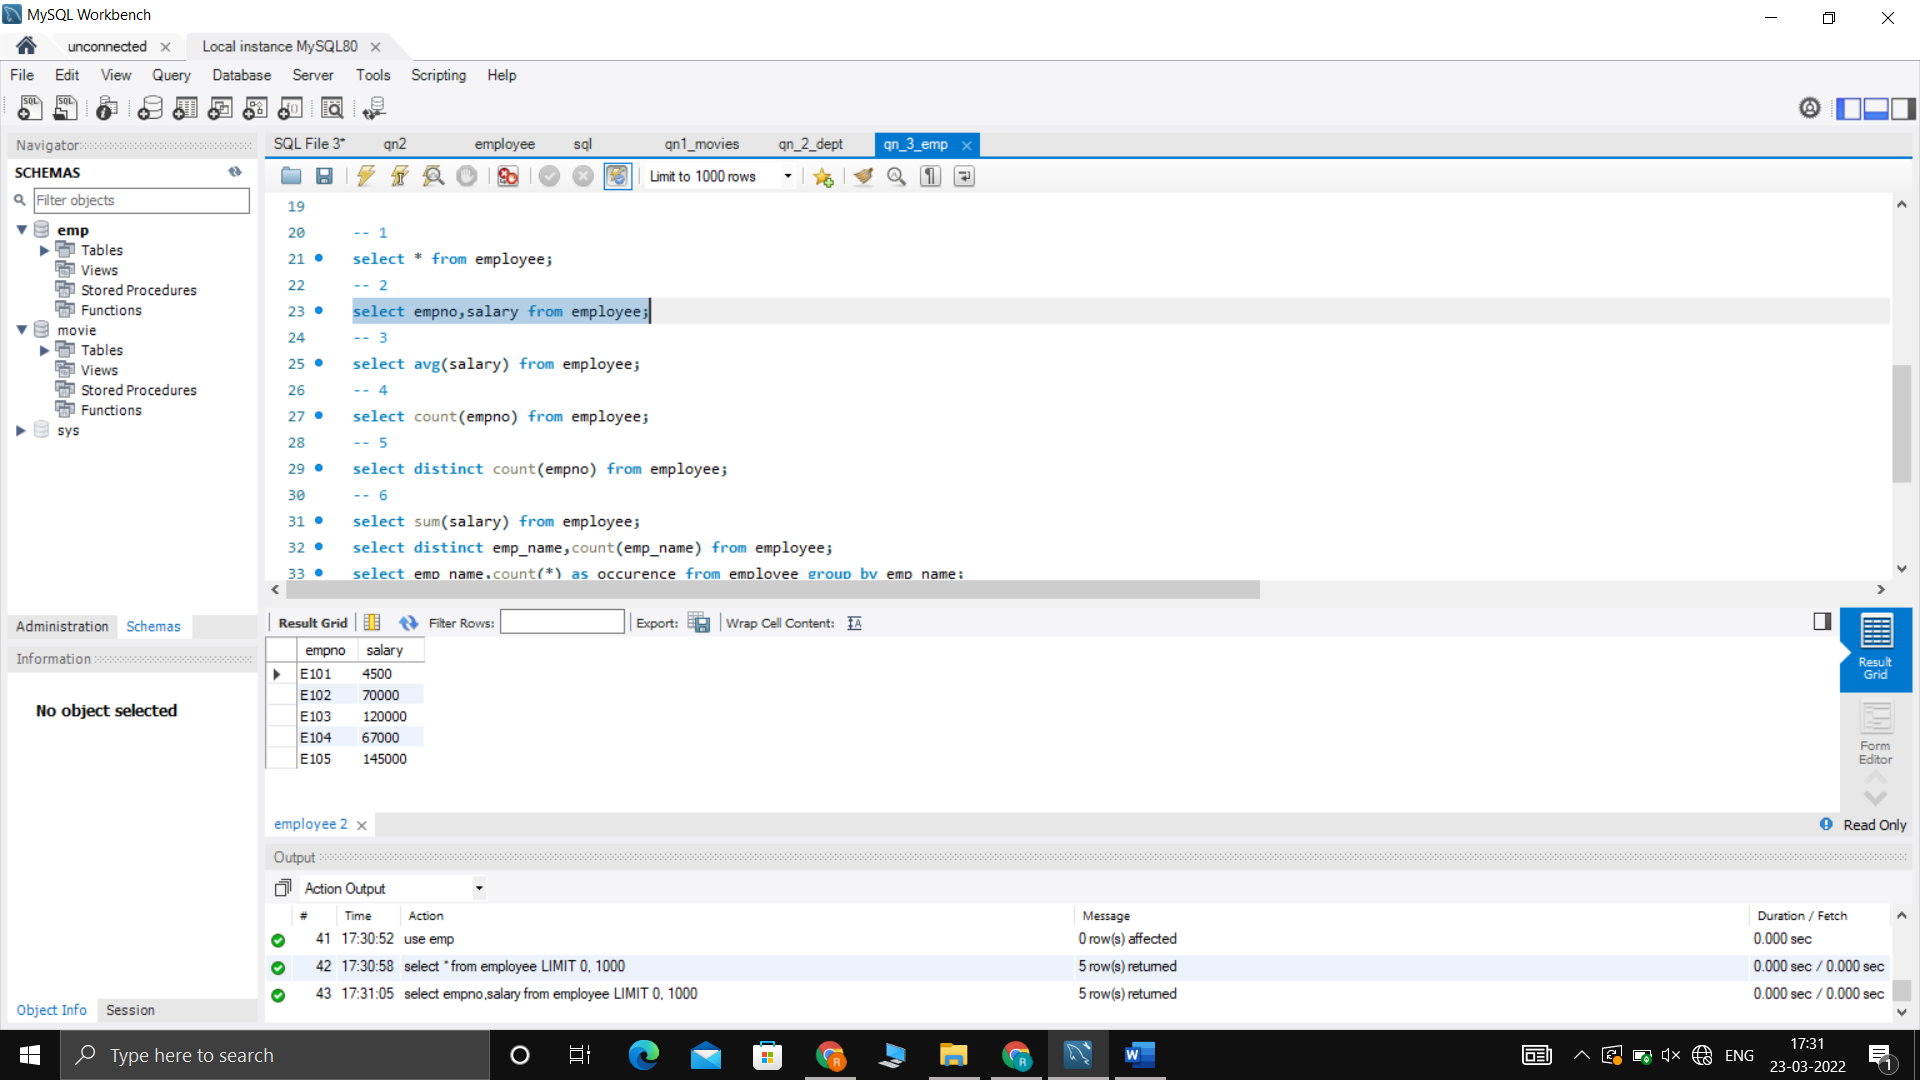 MySQL Workbench
unconnected
Local instance MySQL80
File Edit View Query Database Server Tools Scripting Help
Navigator
SCHEMAS
Filter objects
emp
Tables
Views
Stored Procedures
Functions
movie
Tables
Views
Stored Procedures
Functions
sys
Administration Schemas
Information
No object selected
Object Info Session
SQL File 3* qn2 employee sql qn1_movies qn_2_dept qn_3_emp
Limit to 1000 rows
19
20 -- 1
21 select * from employee;
22 -- 2
23 select empno,salary from employee;
24 -- 3
25 select avg(salary) from employee;
26 -- 4
27 select count(empno) from employee;
28 -- 5
29 select distinct count(empno) from employee;
30 -- 6
31 select sum(salary) from employee;
32 select distinct emp_name,count(emp_name) from employee;
33 select emp_name,count(*) as occurence from employee group by emp_name;
Result Grid Filter Rows: Export: Wrap Cell Content:
empno salary
E101 4500
E102 70000
E103 120000
E104 67000
E105 145000
Result Grid
Form Editor
employee 2
Read Only
Output
Action Output
# Time Action Message Duration / Fetch
41 17:30:52 use emp 0 row(s) affected 0.000 sec
42 17:30:58 select * from employee LIMIT 0, 1000 5 row(s) returned 0.000 sec / 0.000 sec
43 17:31:05 select empno,salary from employee LIMIT 0, 1000 5 row(s) returned 0.000 sec / 0.000 sec
Type here to search
ENG
17:31
23-03-2022
1